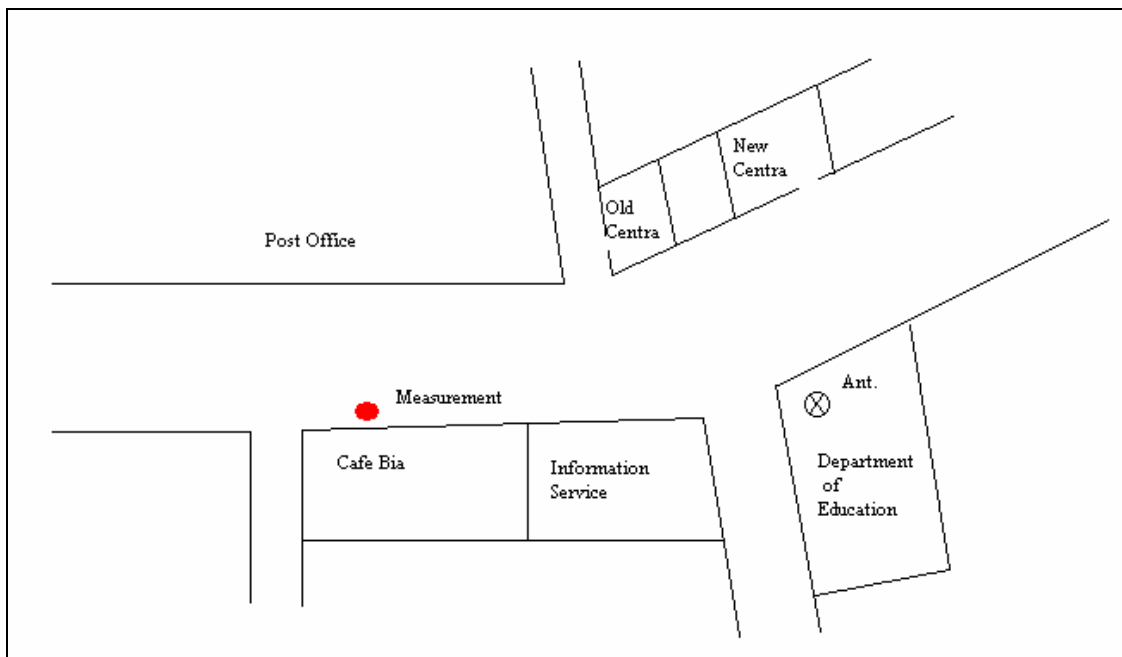 New
Centra
Old
Centra
Post Office
Ant.
Measurement
Cafe Bia
Information
Service
Department
of
Education